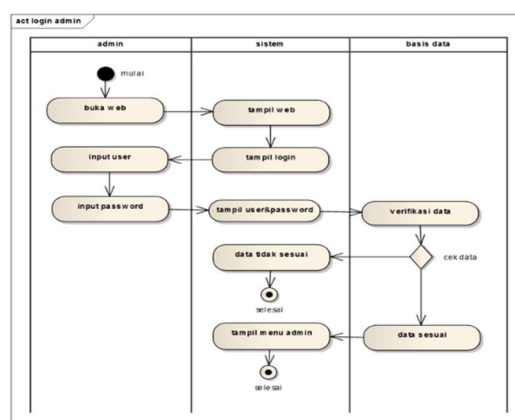 act login admin
admin
sistem
basis data
mulai
buka web
tampil web
input user
tampil login
input password
tampil user&password
verifikasi data
data tidak sesuai
cek data
selesai
tampil menu admin
data sesuai
selesai